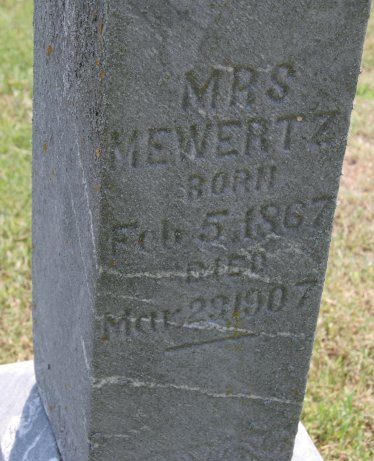 MRS
MEWERTZ
BORN
Feb 5, 1867
DIED
Mar 29 1907